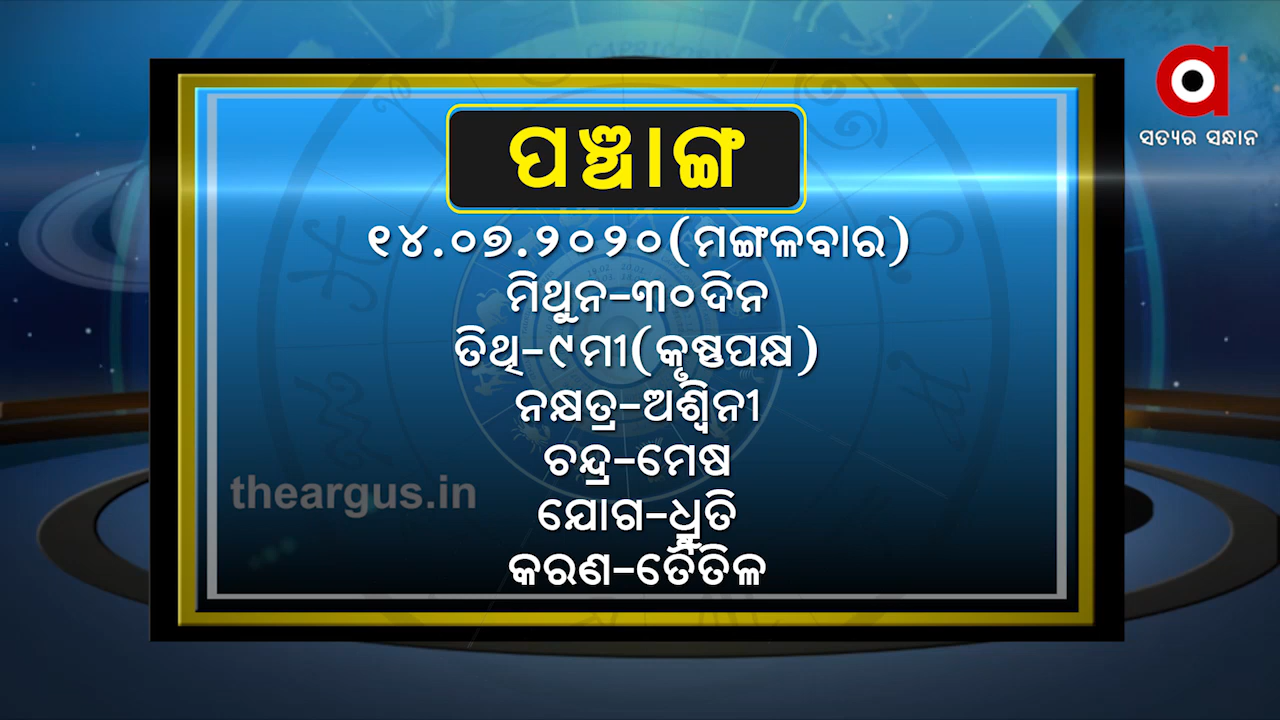 ପଞ୍ଚାଙ୍ଗ
ସତ୍ୟର ସନ୍ଧାନ
୧୪.୦୭.୨୦୨୦(ମଙ୍ଗଳବାର)
ମିଥୁନ-୩୦ଦିନ
ତିଥି-୯ମୀ(କୃଷ୍ଣପକ୍ଷ)
ନକ୍ଷତ୍ର-ଅଶ୍ୱିନୀ
ଚନ୍ଦ୍ର-ମେଷ
theargus.in
ଯୋଗ-ଧ୍ରୁତି
କରଣ-ତୈତିଳ